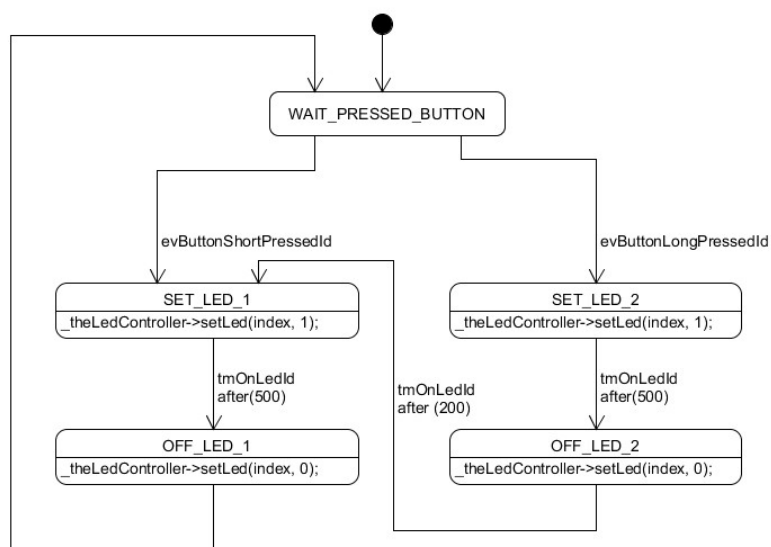 WAIT_PRESSED_BUTTON
evButtonShortPressedId
evButtonLongPressedId
SET_LED_1
_theLedController->setLed(index, 1);
SET_LED_2
_theLedController->setLed(index, 1);
tmOnLedId
after(500)
tmOnLedId
after (200)
tmOnLedId
after(500)
OFF_LED_1
_theLedController->setLed(index, 0);
OFF_LED_2
_theLedController->setLed(index, 0);